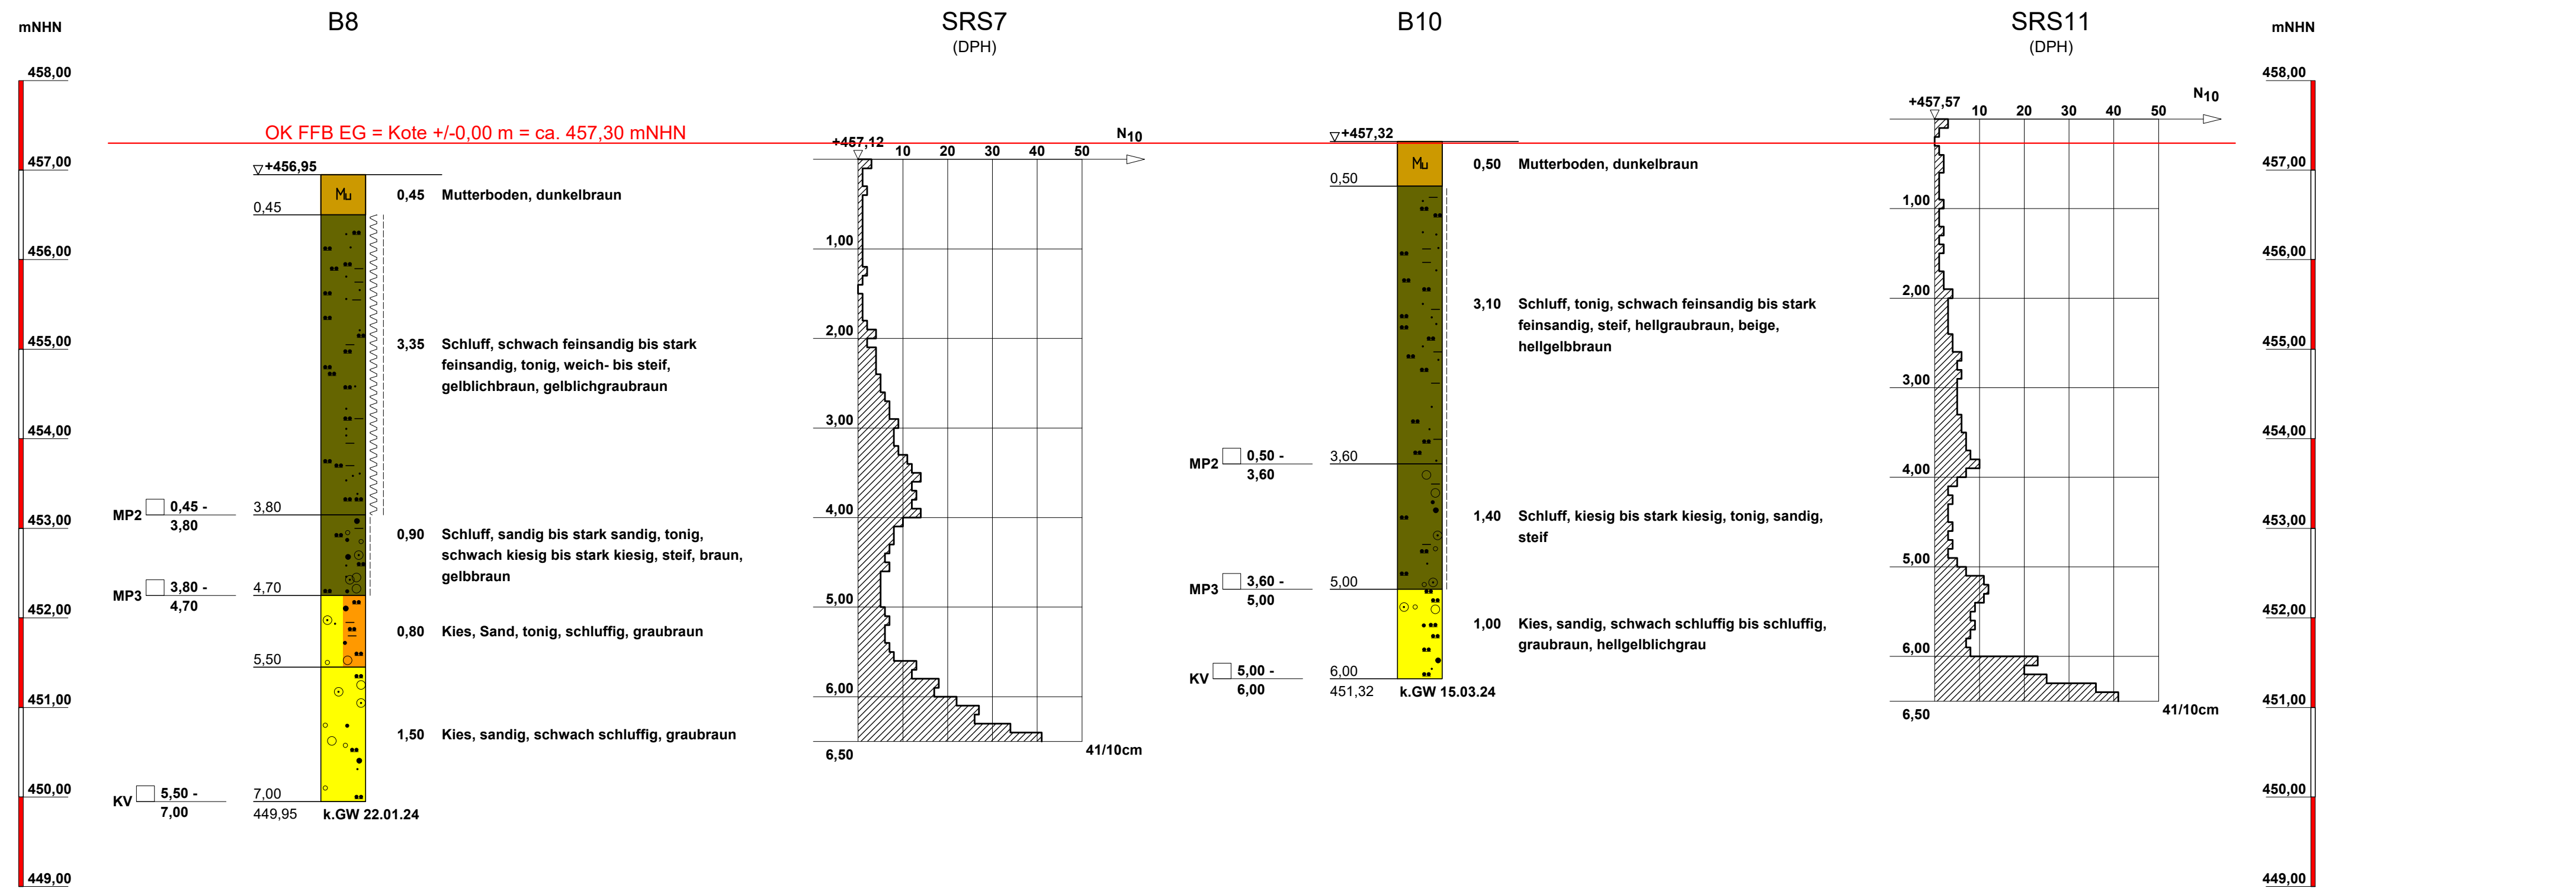 mNHN
B8
SRS7
(DPH)
B10
SRS11
(DPH)
mNHN
458,00
457,00
456,00
455,00
454,00
453,00
452,00
451,00
450,00
449,00
OK FFB EG = Kote +/-0,00 m = ca. 457,30 mNHN
+456,95
Mu
0,45
0,45 Mutterboden, dunkelbraun
3,35 Schluff, schwach feinsandig bis stark
feinsandig, tonig, weich- bis steif,
gelblichbraun, gelblichgraubraun
MP2 0,45 -
3,80
3,80
0,90 Schluff, sandig bis stark sandig, tonig,
schwach kiesig bis stark kiesig, steif, braun,
gelbbraun
MP3 3,80 -
4,70
4,70
0,80 Kies, Sand, tonig, schluffig, graubraun
5,50
1,50 Kies, sandig, schwach schluffig, graubraun
KV 5,50 -
7,00
7,00
449,95 k.GW 22.01.24
+457,12
N10
10 20 30 40 50
1,00
2,00
3,00
4,00
5,00
6,00
6,50
41/10cm
+457,32
Mu
0,50
0,50 Mutterboden, dunkelbraun
3,10 Schluff, tonig, schwach feinsandig bis stark
feinsandig, steif, hellgraubraun, beige,
hellgelbbraun
MP2 0,50 -
3,60
3,60
1,40 Schluff, kiesig bis stark kiesig, tonig, sandig,
steif
MP3 3,60 -
5,00
5,00
1,00 Kies, sandig, schwach schluffig bis schluffig,
graubraun, hellgelblichgrau
KV 5,00 -
6,00
6,00
451,32 k.GW 15.03.24
+457,57
N10
10 20 30 40 50
1,00
2,00
3,00
4,00
5,00
6,00
6,50
41/10cm
458,00
457,00
456,00
455,00
454,00
453,00
452,00
451,00
450,00
449,00